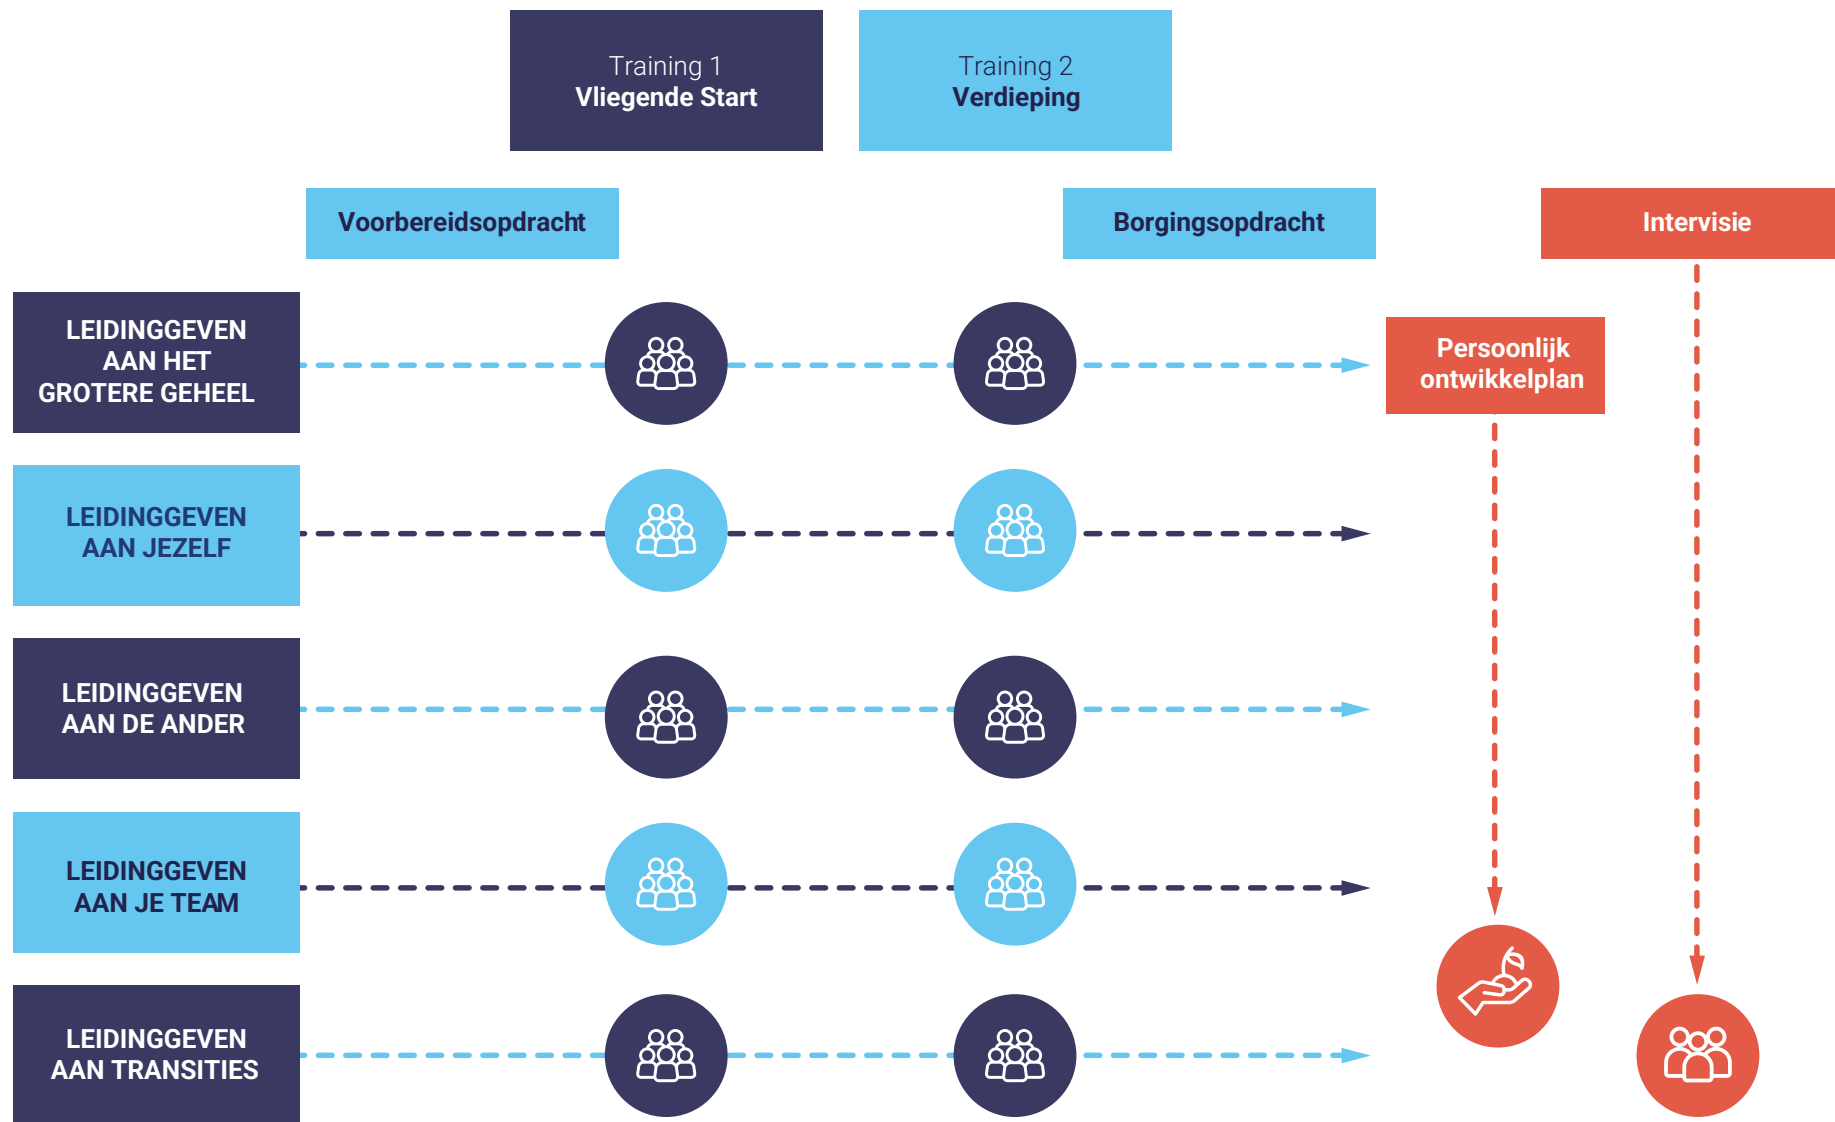 Training 1
Vliegende Start
Training 2
Verdieping
Voorbereidsopdracht
Borgingsopdracht
Intervisie
LEIDINGGEVEN
AAN HET
GROTERE GEHEEL
Persoonlijk
ontwikkelplan
LEIDINGGEVEN
AAN JEZELF
LEIDINGGEVEN
AAN DE ANDER
LEIDINGGEVEN
AAN JE TEAM
LEIDINGGEVEN
AAN TRANSITIES